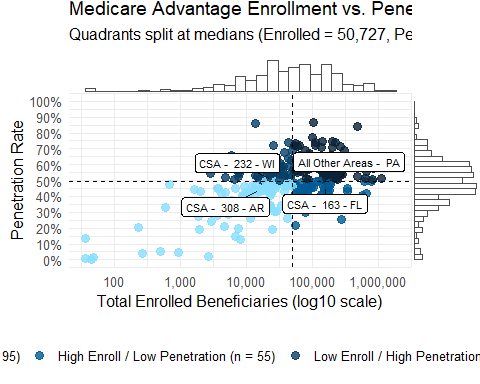 Medicare Advantage Enrollment vs. Pene
Quadrants split at medians (Enrolled = 50,727, Pe
100%
90%
80%
70%
60%
50%
40%
30%
20%
10%
0%
Penetration Rate
CSA - 232 - WI
All Other Areas - PA
CSA - 308 - AR
CSA - 163 - FL
100 1,000 10,000 100,000 1,000,000
Total Enrolled Beneficiaries (log10 scale)
95) High Enroll / Low Penetration (n = 55) Low Enroll / High Penetration